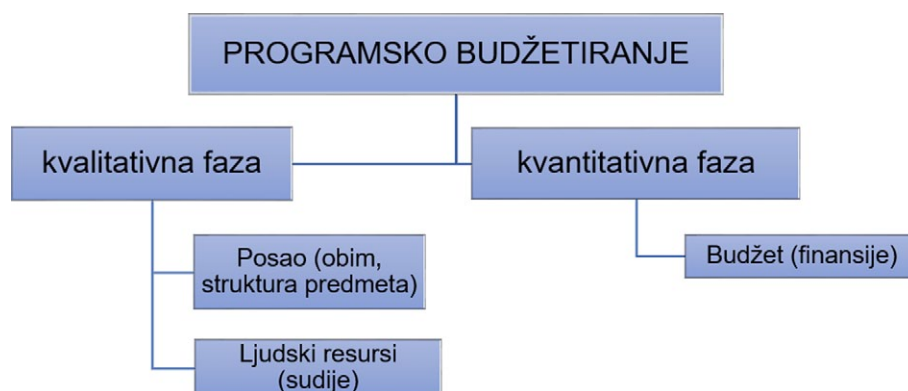 PROGRAMSKO BUDŽETIRANJE
kvalitativna faza
kvantitativna faza
Posao (obim,
struktura predmeta)
Budžet (finansije)
Ljudski resursi
(sudije)